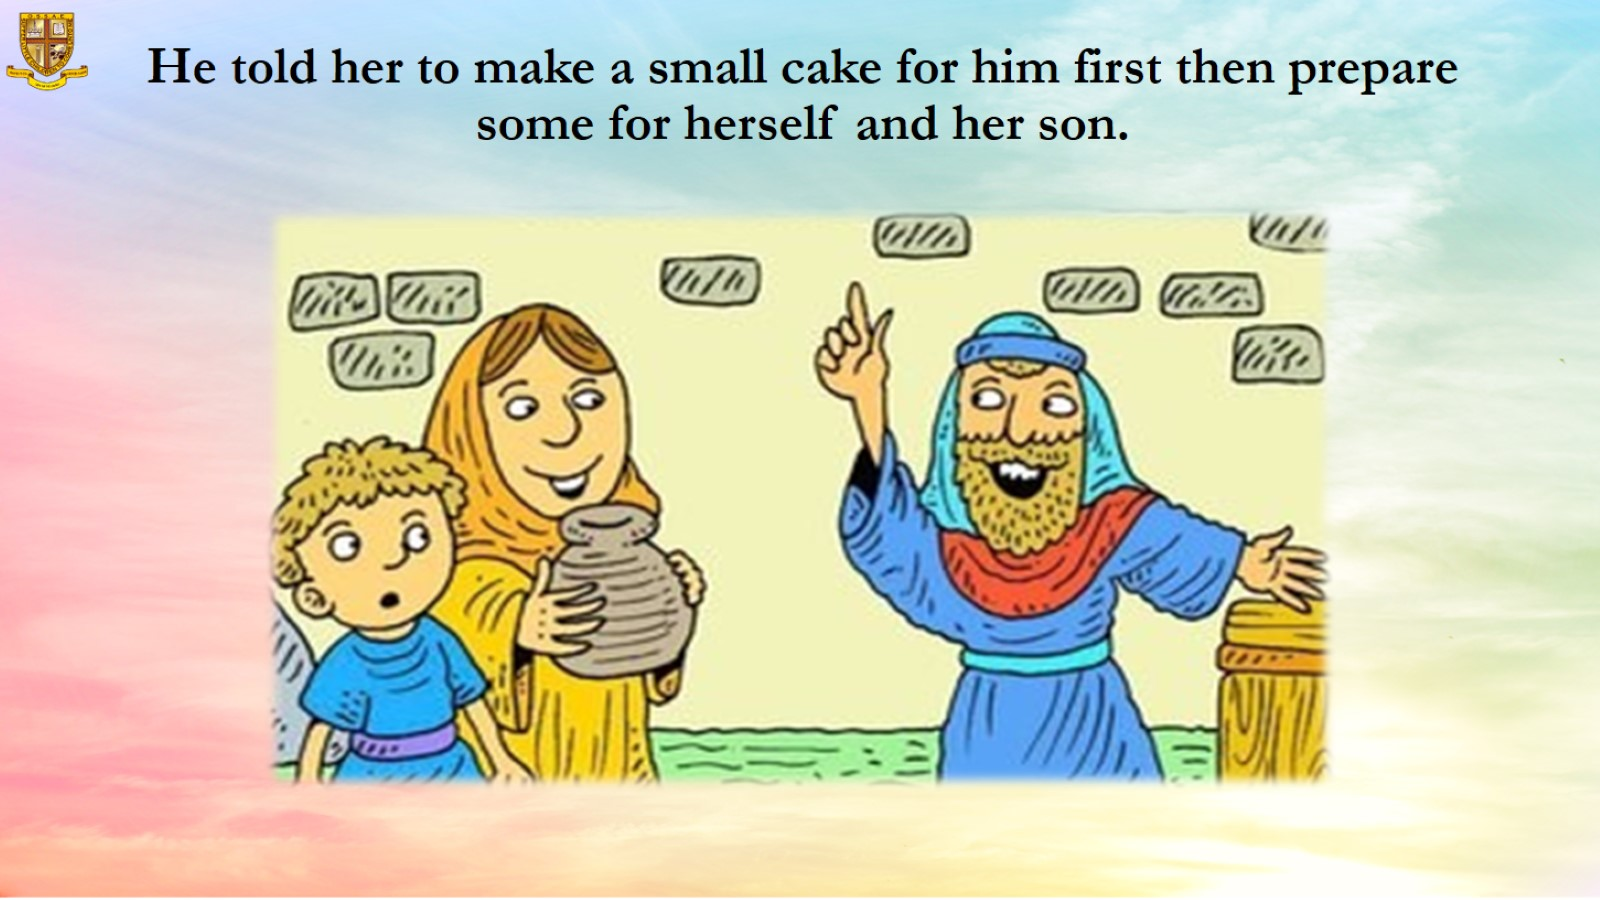 He told her to make a small cake for him first then prepare
some for herself and her son.